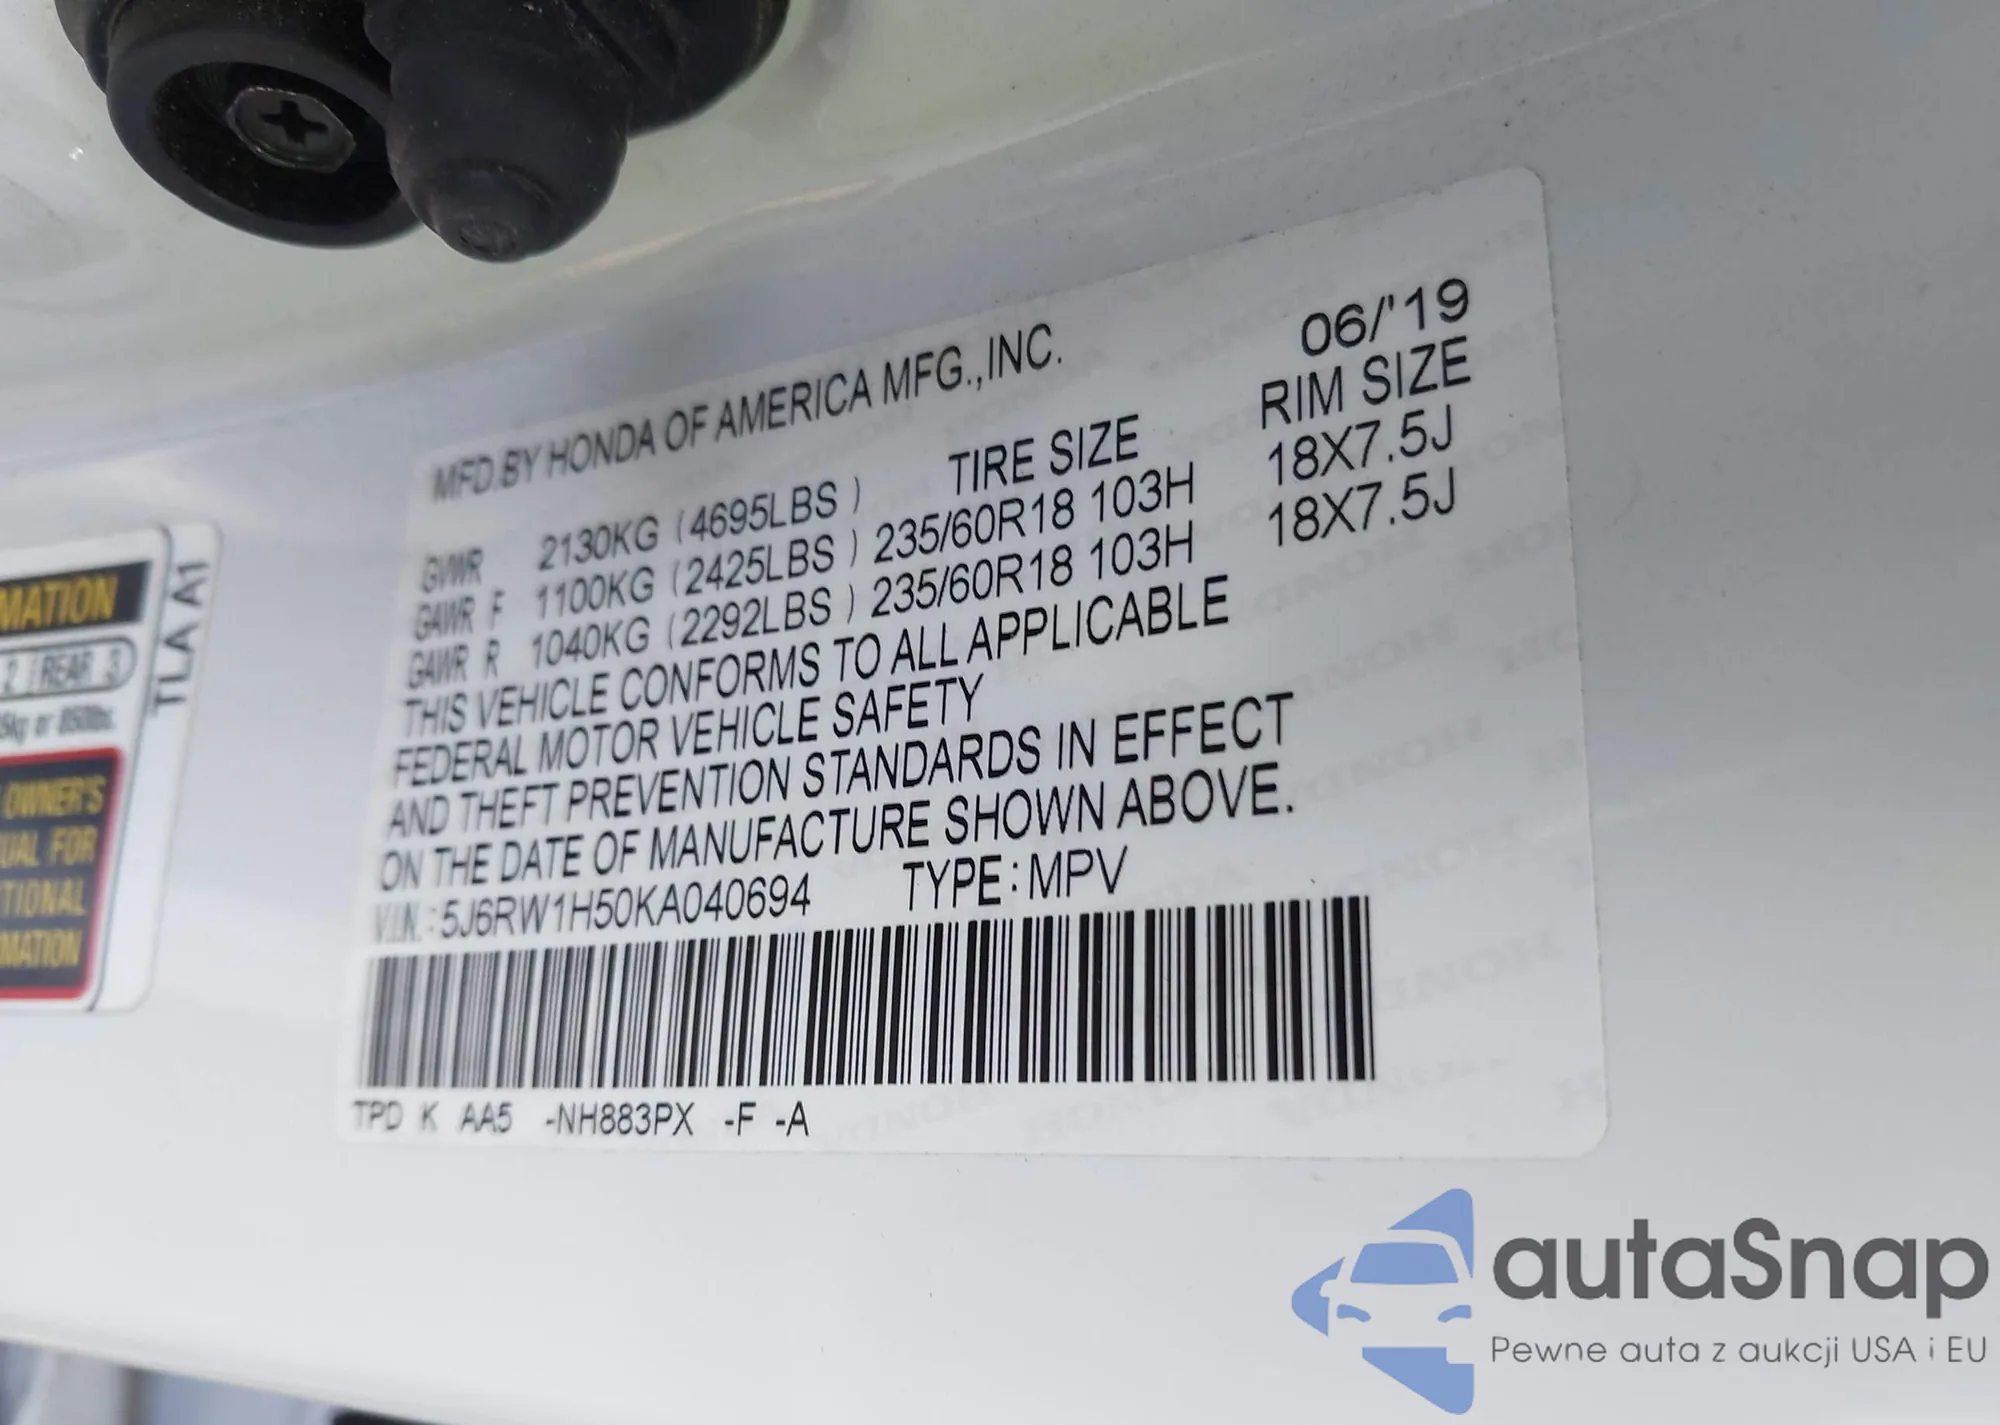 MFD.BY HONDA OF AMERICA MFG.,INC. 06/'19
TIRE SIZE RIM SIZE
GVWR 2130KG (4695LBS )
GAWR F 1100KG (2425LBS ) 235/60R18 103H 18X7.5J
GAWR R 1040KG (2292LBS ) 235/60R18 103H 18X7.5J
THIS VEHICLE CONFORMS TO ALL APPLICABLE
FEDERAL MOTOR VEHICLE SAFETY
AND THEFT PREVENTION STANDARDS IN EFFECT
ON THE DATE OF MANUFACTURE SHOWN ABOVE.
V.I.N.:5J6RW1H50KA040694 TYPE:MPV
TPD K AA5 -NH883PX -F -A
MATION
2 REAR 3
5kg or 850lbs.
OWNER'S
UAL FOR
TIONAL
MATION
TLA A1
autaSnap
Pewne auta z aukcji USA i EU